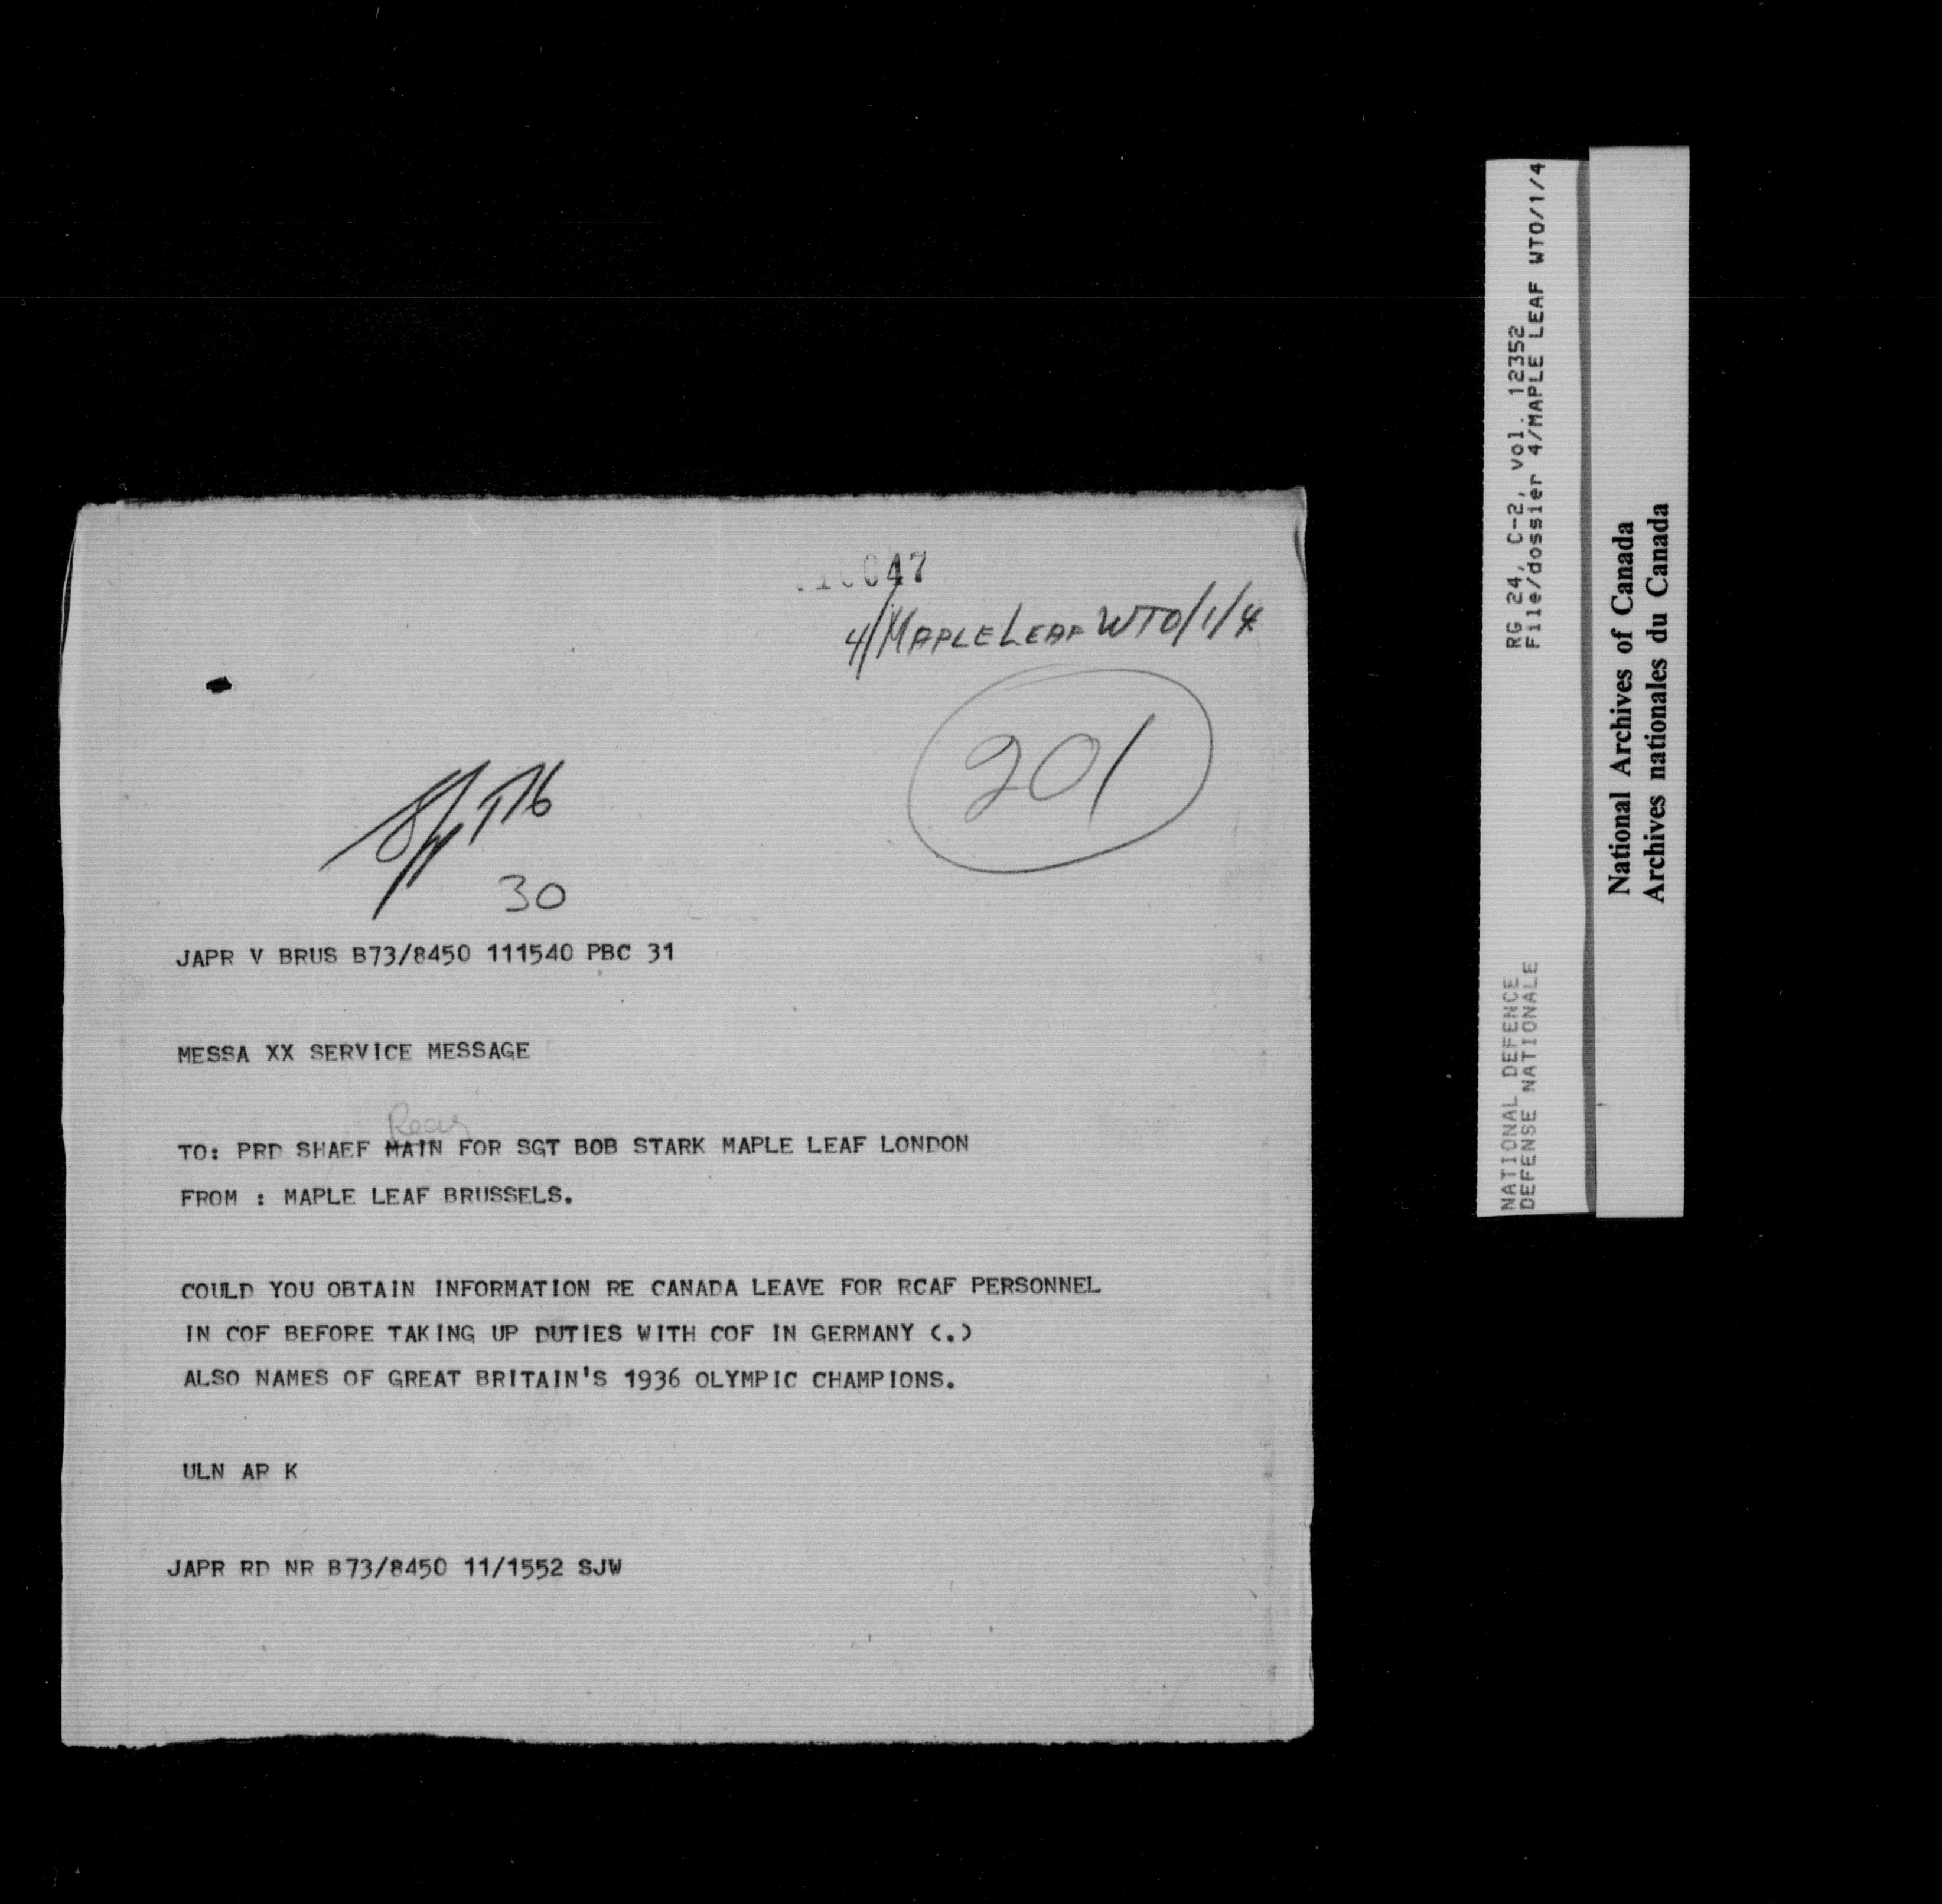 047
4/MAPLE LEAF WTO/1/4
201
30
JAPR V BRUS B73/8450 111540 PBC 31
MESSA XX SERVICE MESSAGE
Rear
TO: PRD SHAEF MAIN FOR SGT BOB STARK MAPLE LEAF LONDON
FROM : MAPLE LEAF BRUSSELS.
COULD YOU OBTAIN INFORMATION RE CANADA LEAVE FOR RCAF PERSONNEL
IN COF BEFORE TAKING UP DUTIES WITH COF IN GERMANY (.)
ALSO NAMES OF GREAT BRITAIN'S 1936 OLYMPIC CHAMPIONS.
ULN AR K
JAPR RD NR B73/8450 11/1552 SJW
NATIONAL DEFENCE
DEFENSE NATIONALE
RG 24, C-2, vol. 12352
File/dossier 4/MAPLE LEAF WTO/1/4
National Archives of Canada
Archives nationales du Canada